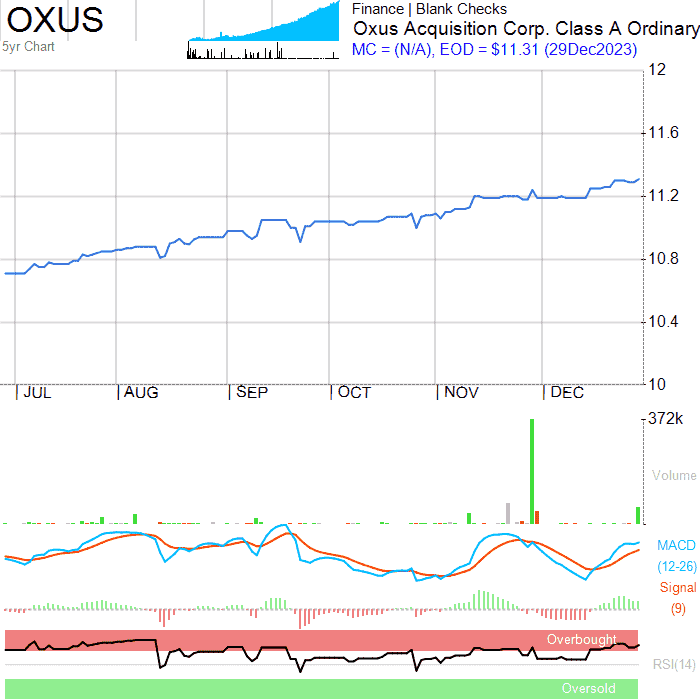 OXUS
5yr Chart
Finance | Blank Checks
Oxus Acquisition Corp. Class A Ordinary
MC = (N/A), EOD = $11.31 (29Dec2023)
12
11.6
11.2
10.8
10.4
10
JUL
AUG
SEP
OCT
NOV
DEC
372k
Volume
MACD
(12-26)
Signal
(9)
Overbought
RSI(14)
Oversold